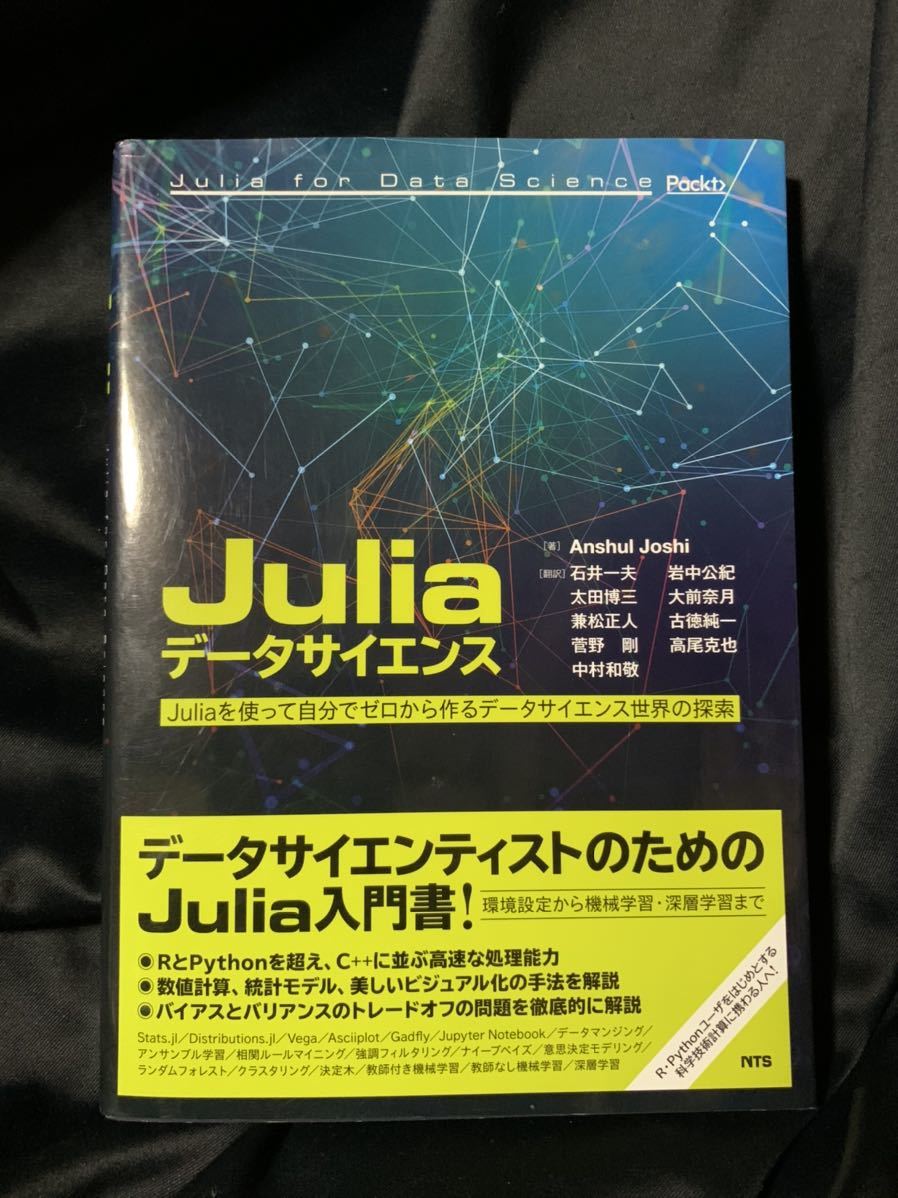 Julia for Data Science Packt>
[著] Anshul Joshi
[翻訳] 石井一夫 岩中公紀
太田博三 大前奈月
兼松正人 古徳純一
菅野 剛 高尾克也
中村和敬
Julia
データサイエンス
Juliaを使って自分でゼロから作るデータサイエンス世界の探索
データサイエンティストのための
Julia入門書!
環境設定から機械学習・深層学習まで
◉RとPythonを超え、C++に並ぶ高速な処理能力
◉数値計算、統計モデル、美しいビジュアル化の手法を解説
◉バイアスとバリアンスのトレードオフの問題を徹底的に解説
Stats.jl/Distributions.jl/Vega/Asciiplot/Gadfly/Jupyter Notebook/データマンジング/
アンサンブル学習/相関ルールマイニング/強調フィルタリング/ナイーブベイズ/意思決定モデリング/
ランダムフォレスト/クラスタリング/決定木/教師付き機械学習/教師なし機械学習/深層学習
R・Pythonユーザをはじめとする
科学技術計算に携わる人へ!
NTS